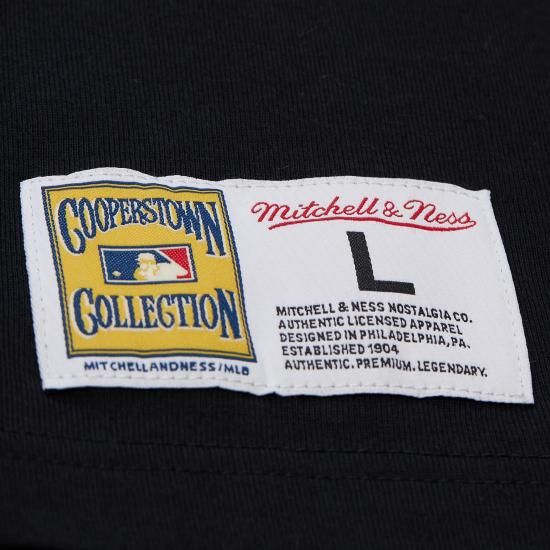 COOPERSTOWN
COLLECTION
MITCHELLANDNESS/MLB
Mitchell & Ness
L
MITCHELL & NESS NOSTALGIA CO.
AUTHENTIC LICENSED APPAREL
DESIGNED IN PHILADELPHIA, PA.
ESTABLISHED 1904
AUTHENTIC. PREMIUM. LEGENDARY.